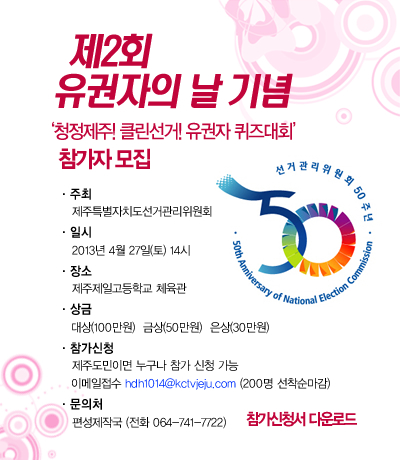 제2회
유권자의 날 기념
'청정제주! 클린선거! 유권자 퀴즈대회'
참가자 모집
· 주최
제주특별자치도선거관리위원회
· 일시
2013년 4월 27일(토) 14시
· 장소
제주제일고등학교 체육관
· 상금
대상(100만원) 금상(50만원) 은상(30만원)
· 참가신청
제주도민이면 누구나 참가 신청 가능
이메일접수 hdh1014@kctvjeju.com (200명 선착순마감)
· 문의처
편성제작국 (전화 064-741-7722)
참가신청서 다운로드
선거관리위원회 50주년
50
· 50th Anniversary of National Election Commission ·